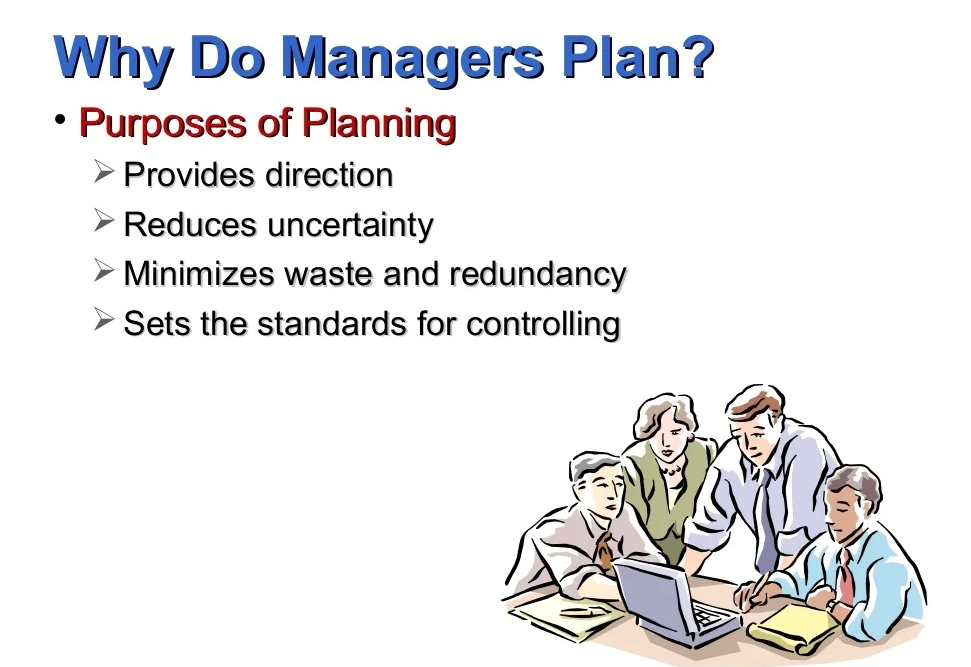 Why Do Managers Plan?
• Purposes of Planning
➢ Provides direction
➢ Reduces uncertainty
➢ Minimizes waste and redundancy
➢ Sets the standards for controlling